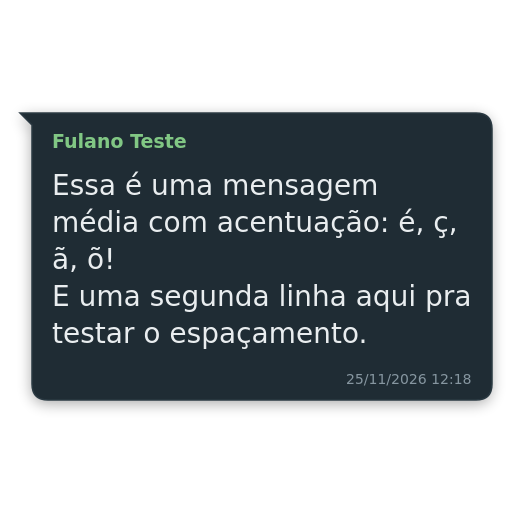 Fulano Teste
Essa é uma mensagem
média com acentuação: é, ç,
ã, õ!
E uma segunda linha aqui pra
testar o espaçamento.
25/11/2026 12:18